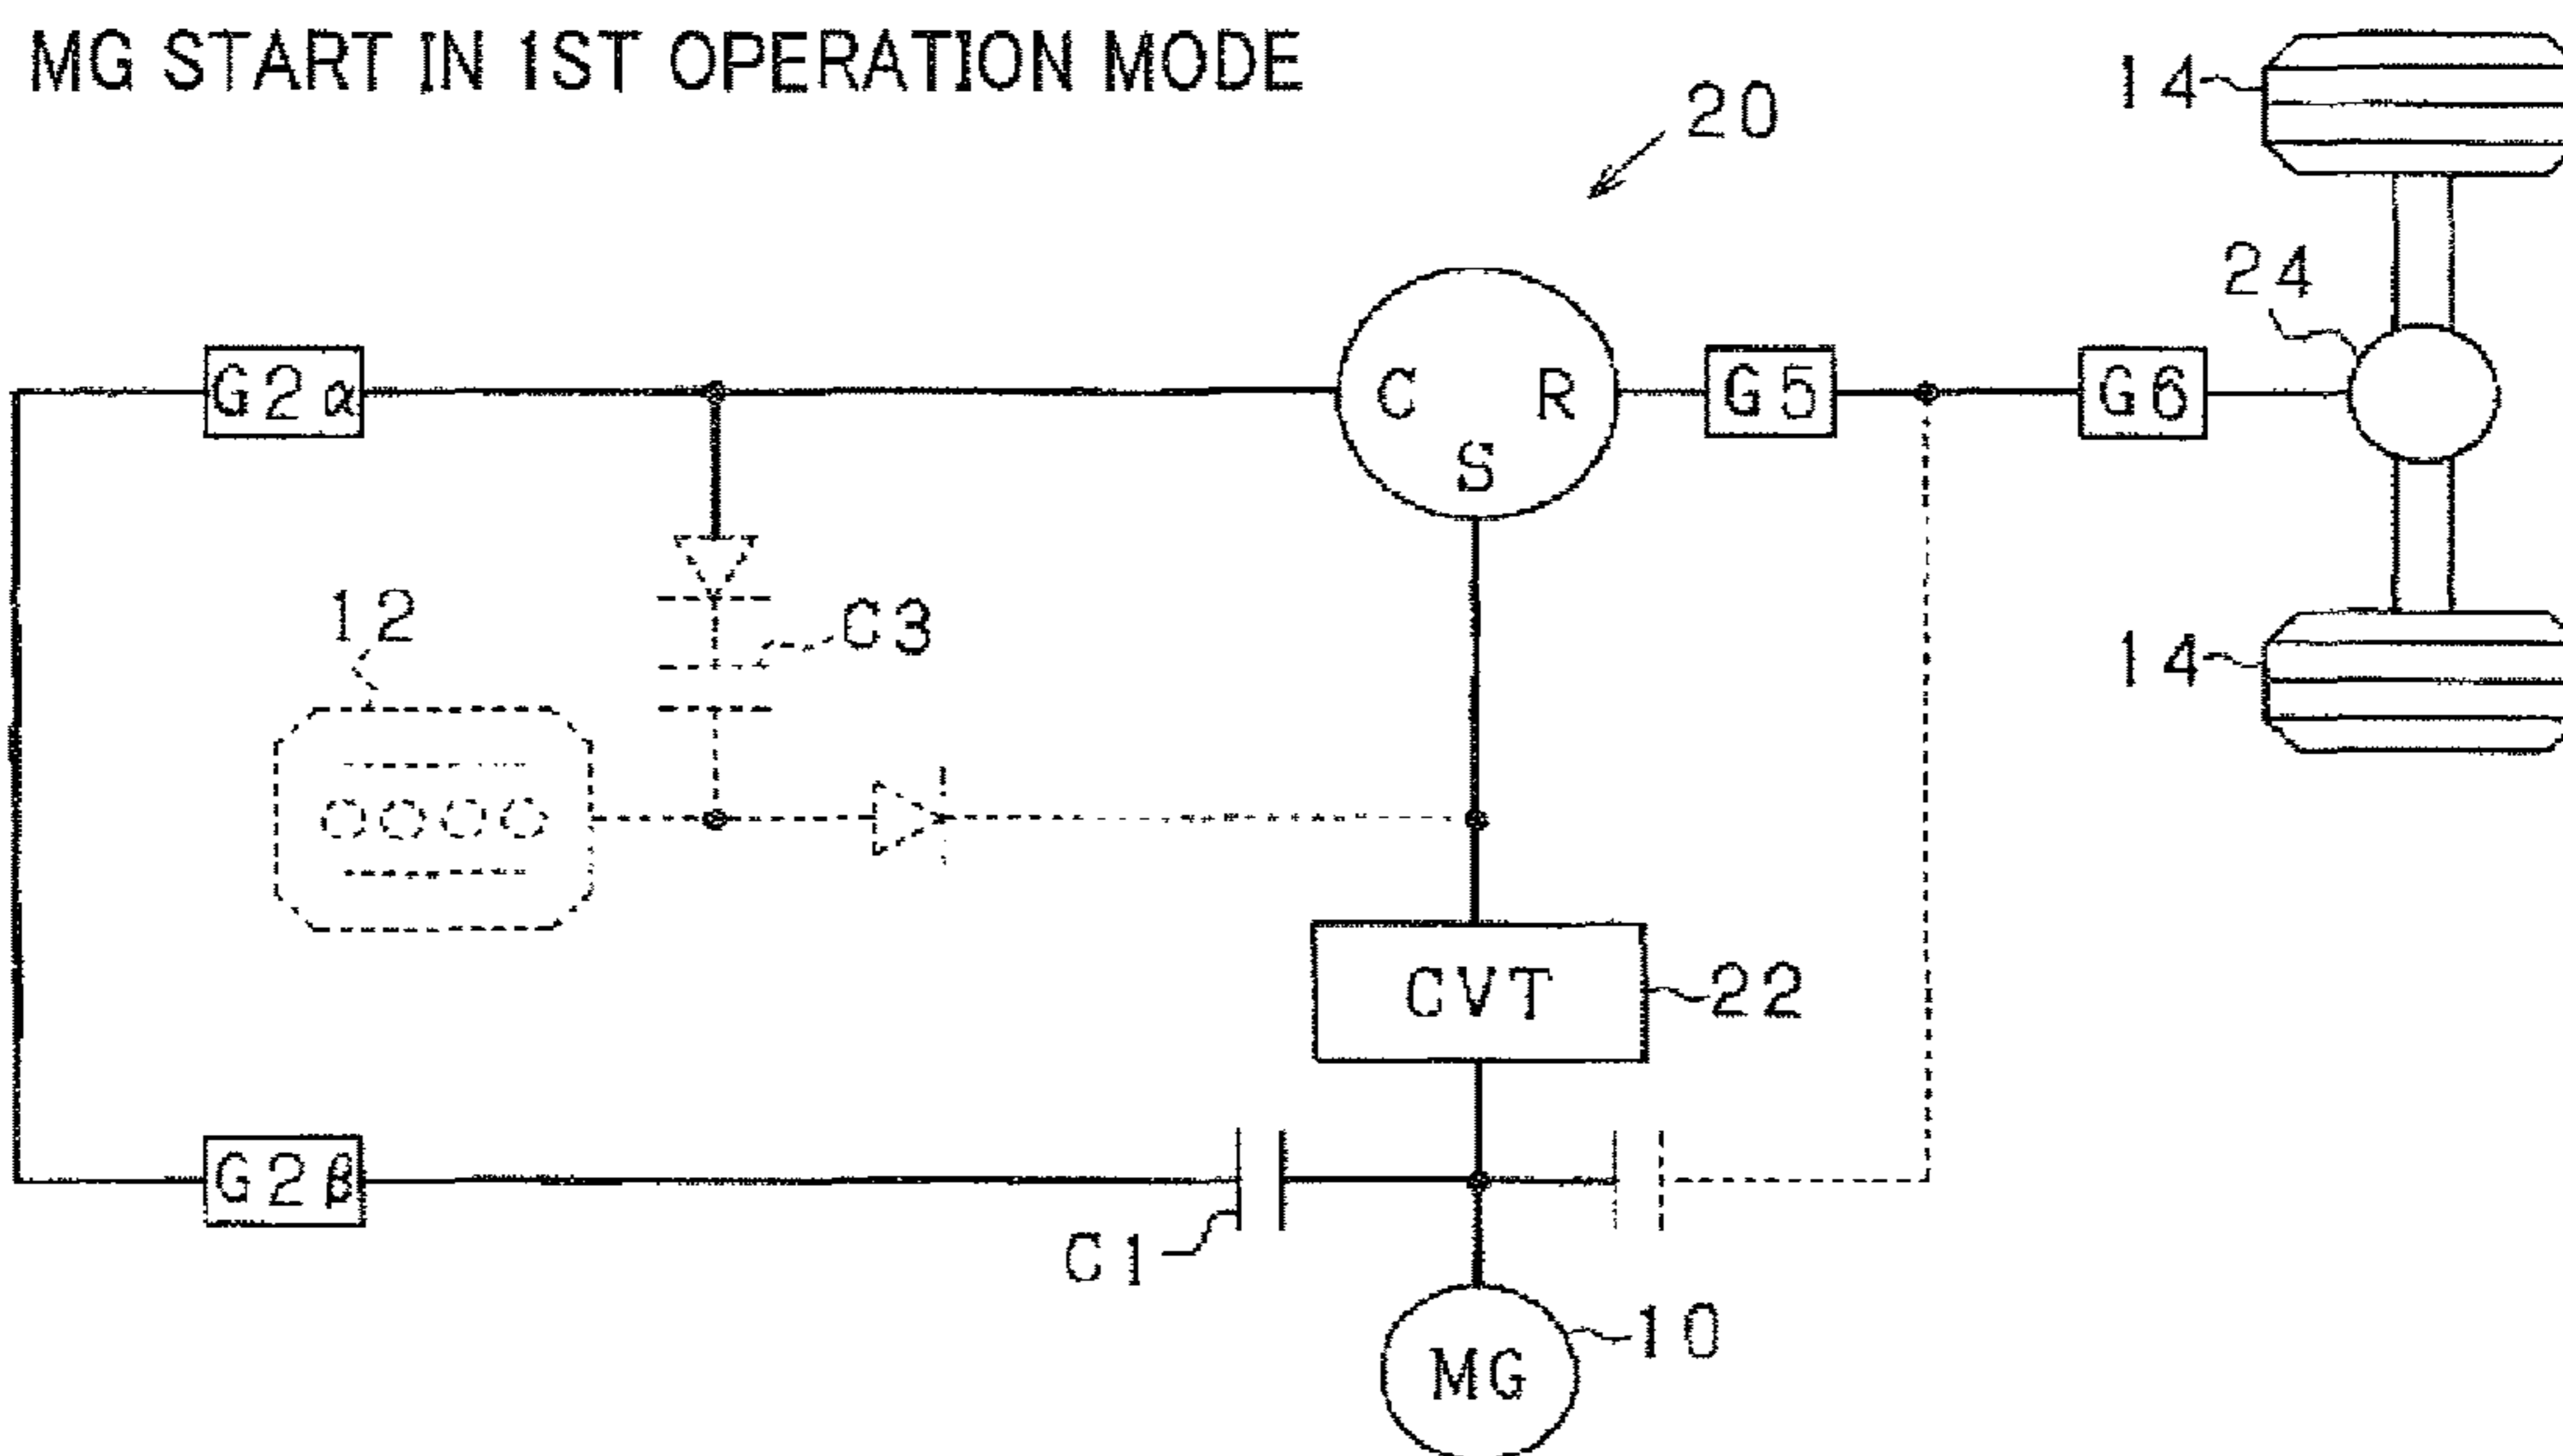 MG START IN 1ST OPERATION MODE
20
14
24
G2α
C R
S
G5
G6
12
C3
14
CVT
22
G2β
C1
10
MG